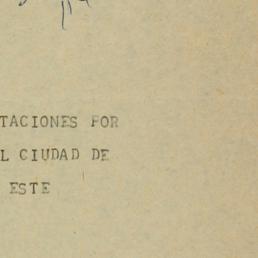 TACIONES POR
L CIUDAD DE
ESTE